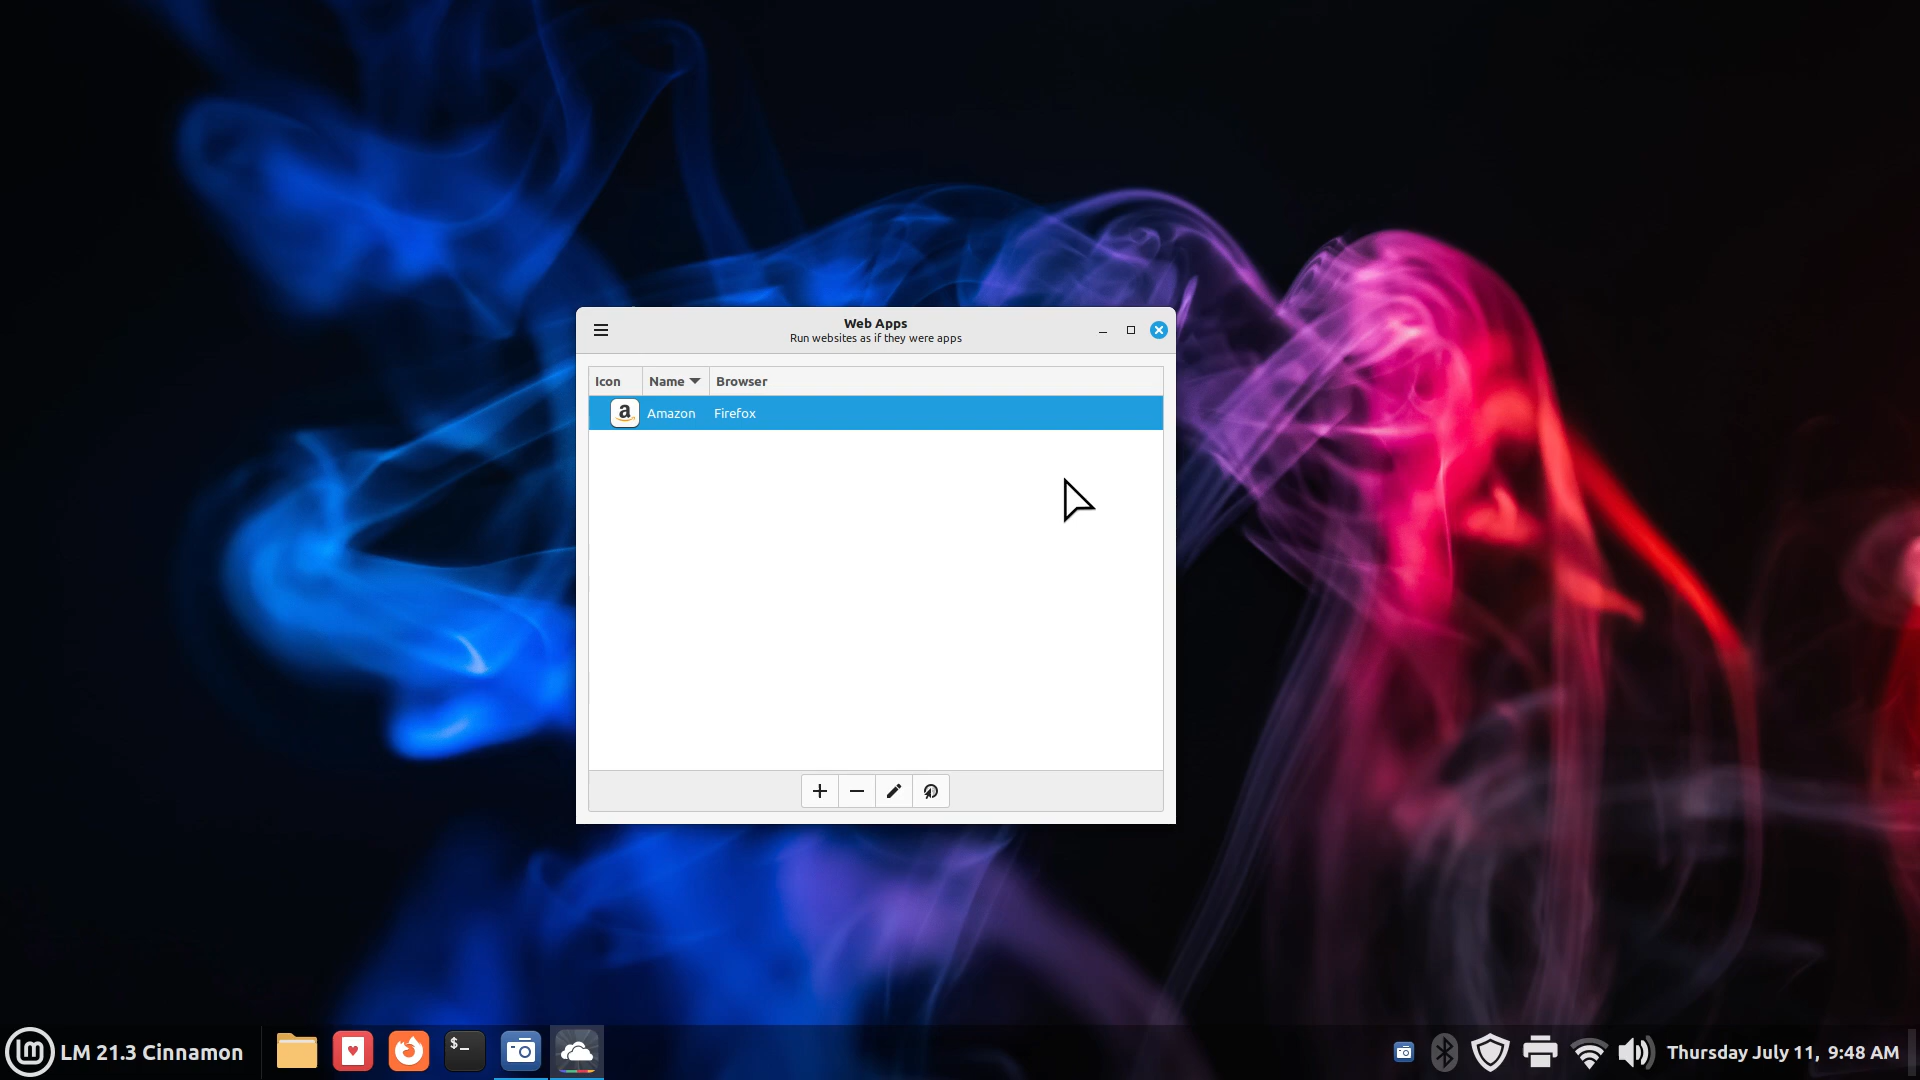 Web Apps
Run websites as if they were apps
Icon Name Browser
a Amazon Firefox
LM LM 21.3 Cinnamon
$_
Thursday July 11, 9:48 AM